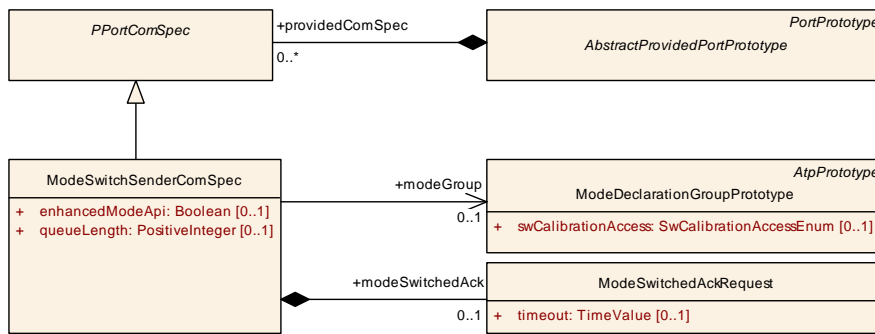 PPortComSpec
+providedComSpec
0..*
PortPrototype
AbstractProvidedPortPrototype
ModeSwitchSenderComSpec
+ enhancedModeApi: Boolean [0..1]
+ queueLength: PositiveInteger [0..1]
+modeGroup
0..1
AtpPrototype
ModeDeclarationGroupPrototype
+ swCalibrationAccess: SwCalibrationAccessEnum [0..1]
+modeSwitchedAck
0..1
ModeSwitchedAckRequest
+ timeout: TimeValue [0..1]